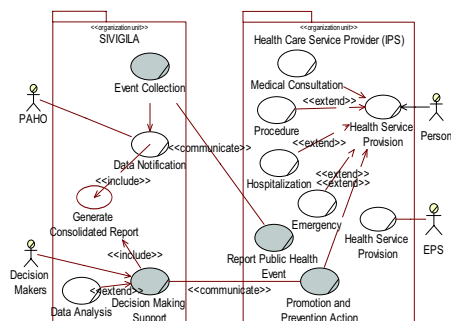 <<organization unit>>
SIVIGILA
<<organization unit>>
Health Care Service Provider (IPS)
Event Collection
Medical Consultation
<<extend>>
Procedure
Health Service
Provision
Person
PAHO
Data Notification
<<communicate>>
<<extend>>
Hospitalization
<<include>>
<<extend>>
<<extend>>
Generate
Consolidated Report
Emergency
Health Service
Provision
EPS
Report Public Health
Event
<<include>>
Decision
Makers
Data Analysis
<<extend>>
Decision Making
Support
<<communicate>>
Promotion and
Prevention Action